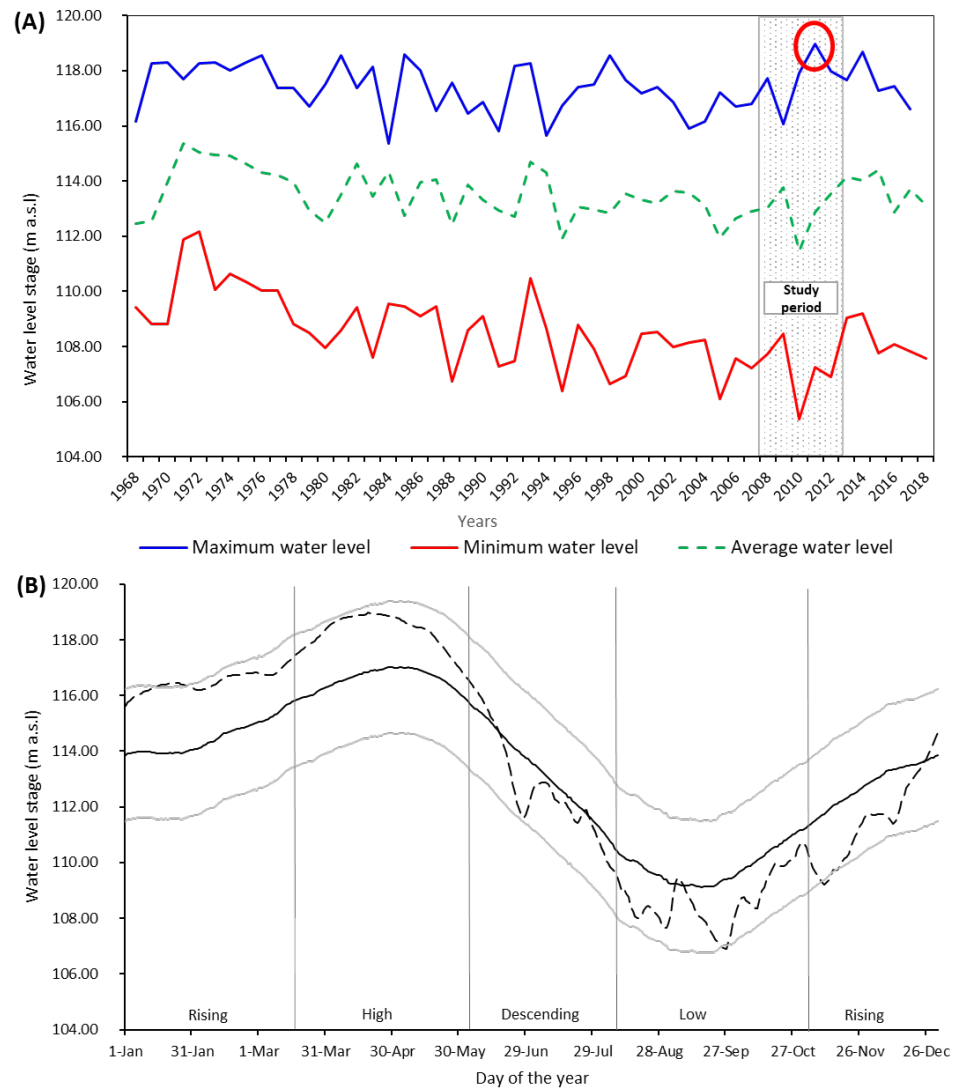 (A)
120.00
118.00
116.00
114.00
112.00
110.00
108.00
106.00
104.00
Water level stage (m a.s.l)
Study
period
1968 1970 1972 1974 1976 1978 1980 1982 1984 1986 1988 1990 1992 1994 1996 1998 2000 2002 2004 2006 2008 2010 2012 2014 2016 2018
Years
Maximum water level Minimum water level Average water level
(B)
120.00
118.00
116.00
114.00
112.00
110.00
108.00
106.00
104.00
Water level stage (m a.s.l)
Rising High Descending Low Rising
1-Jan 31-Jan 1-Mar 31-Mar 30-Apr 30-May 29-Jun 29-Jul 28-Aug 27-Sep 27-Oct 26-Nov 26-Dec
Day of the year